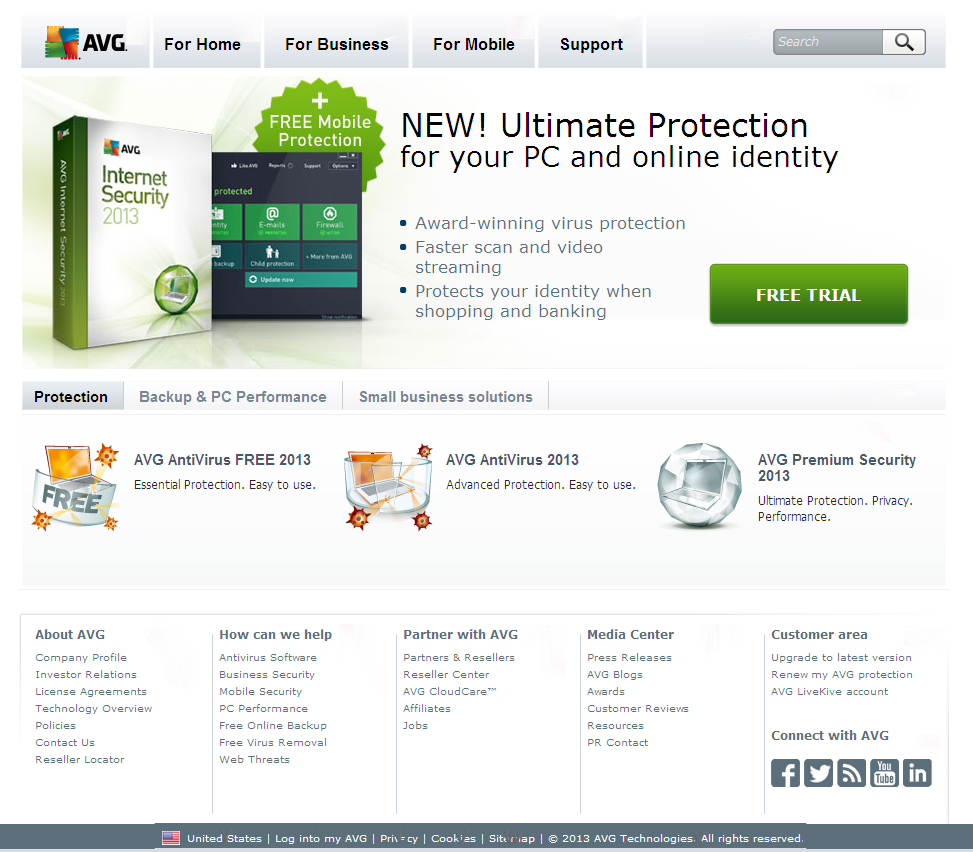 AVG.
For Home
For Business
For Mobile
Support
Search
+
FREE Mobile
Protection
AVG
AVG Internet Security 2013
AVG.
Internet
Security
2013
Like AVG
Reports
Support
Options
protected
E-mails
Firewall
backup
Child protection
+ More from AVG
Update now
NEW! Ultimate Protection
for your PC and online identity
Award-winning virus protection
Faster scan and video
streaming
Protects your identity when
shopping and banking
FREE TRIAL
Protection
Backup & PC Performance
Small business solutions
FREE
AVG AntiVirus FREE 2013
Essential Protection. Easy to use.
AVG AntiVirus 2013
Advanced Protection. Easy to use.
AVG Premium Security
2013
Ultimate Protection. Privacy.
Performance.
About AVG
Company Profile
Investor Relations
License Agreements
Technology Overview
Policies
Contact Us
Reseller Locator
How can we help
Antivirus Software
Business Security
Mobile Security
PC Performance
Free Online Backup
Free Virus Removal
Web Threats
Partner with AVG
Partners & Resellers
Reseller Center
AVG CloudCare™
Affiliates
Jobs
Media Center
Press Releases
AVG Blogs
Awards
Customer Reviews
Resources
PR Contact
Customer area
Upgrade to latest version
Renew my AVG protection
AVG LiveKive account
Connect with AVG
You
Tube
in
United States | Log into my AVG | Privacy | Cookies | Sitemap | © 2013 AVG Technologies. All rights reserved.